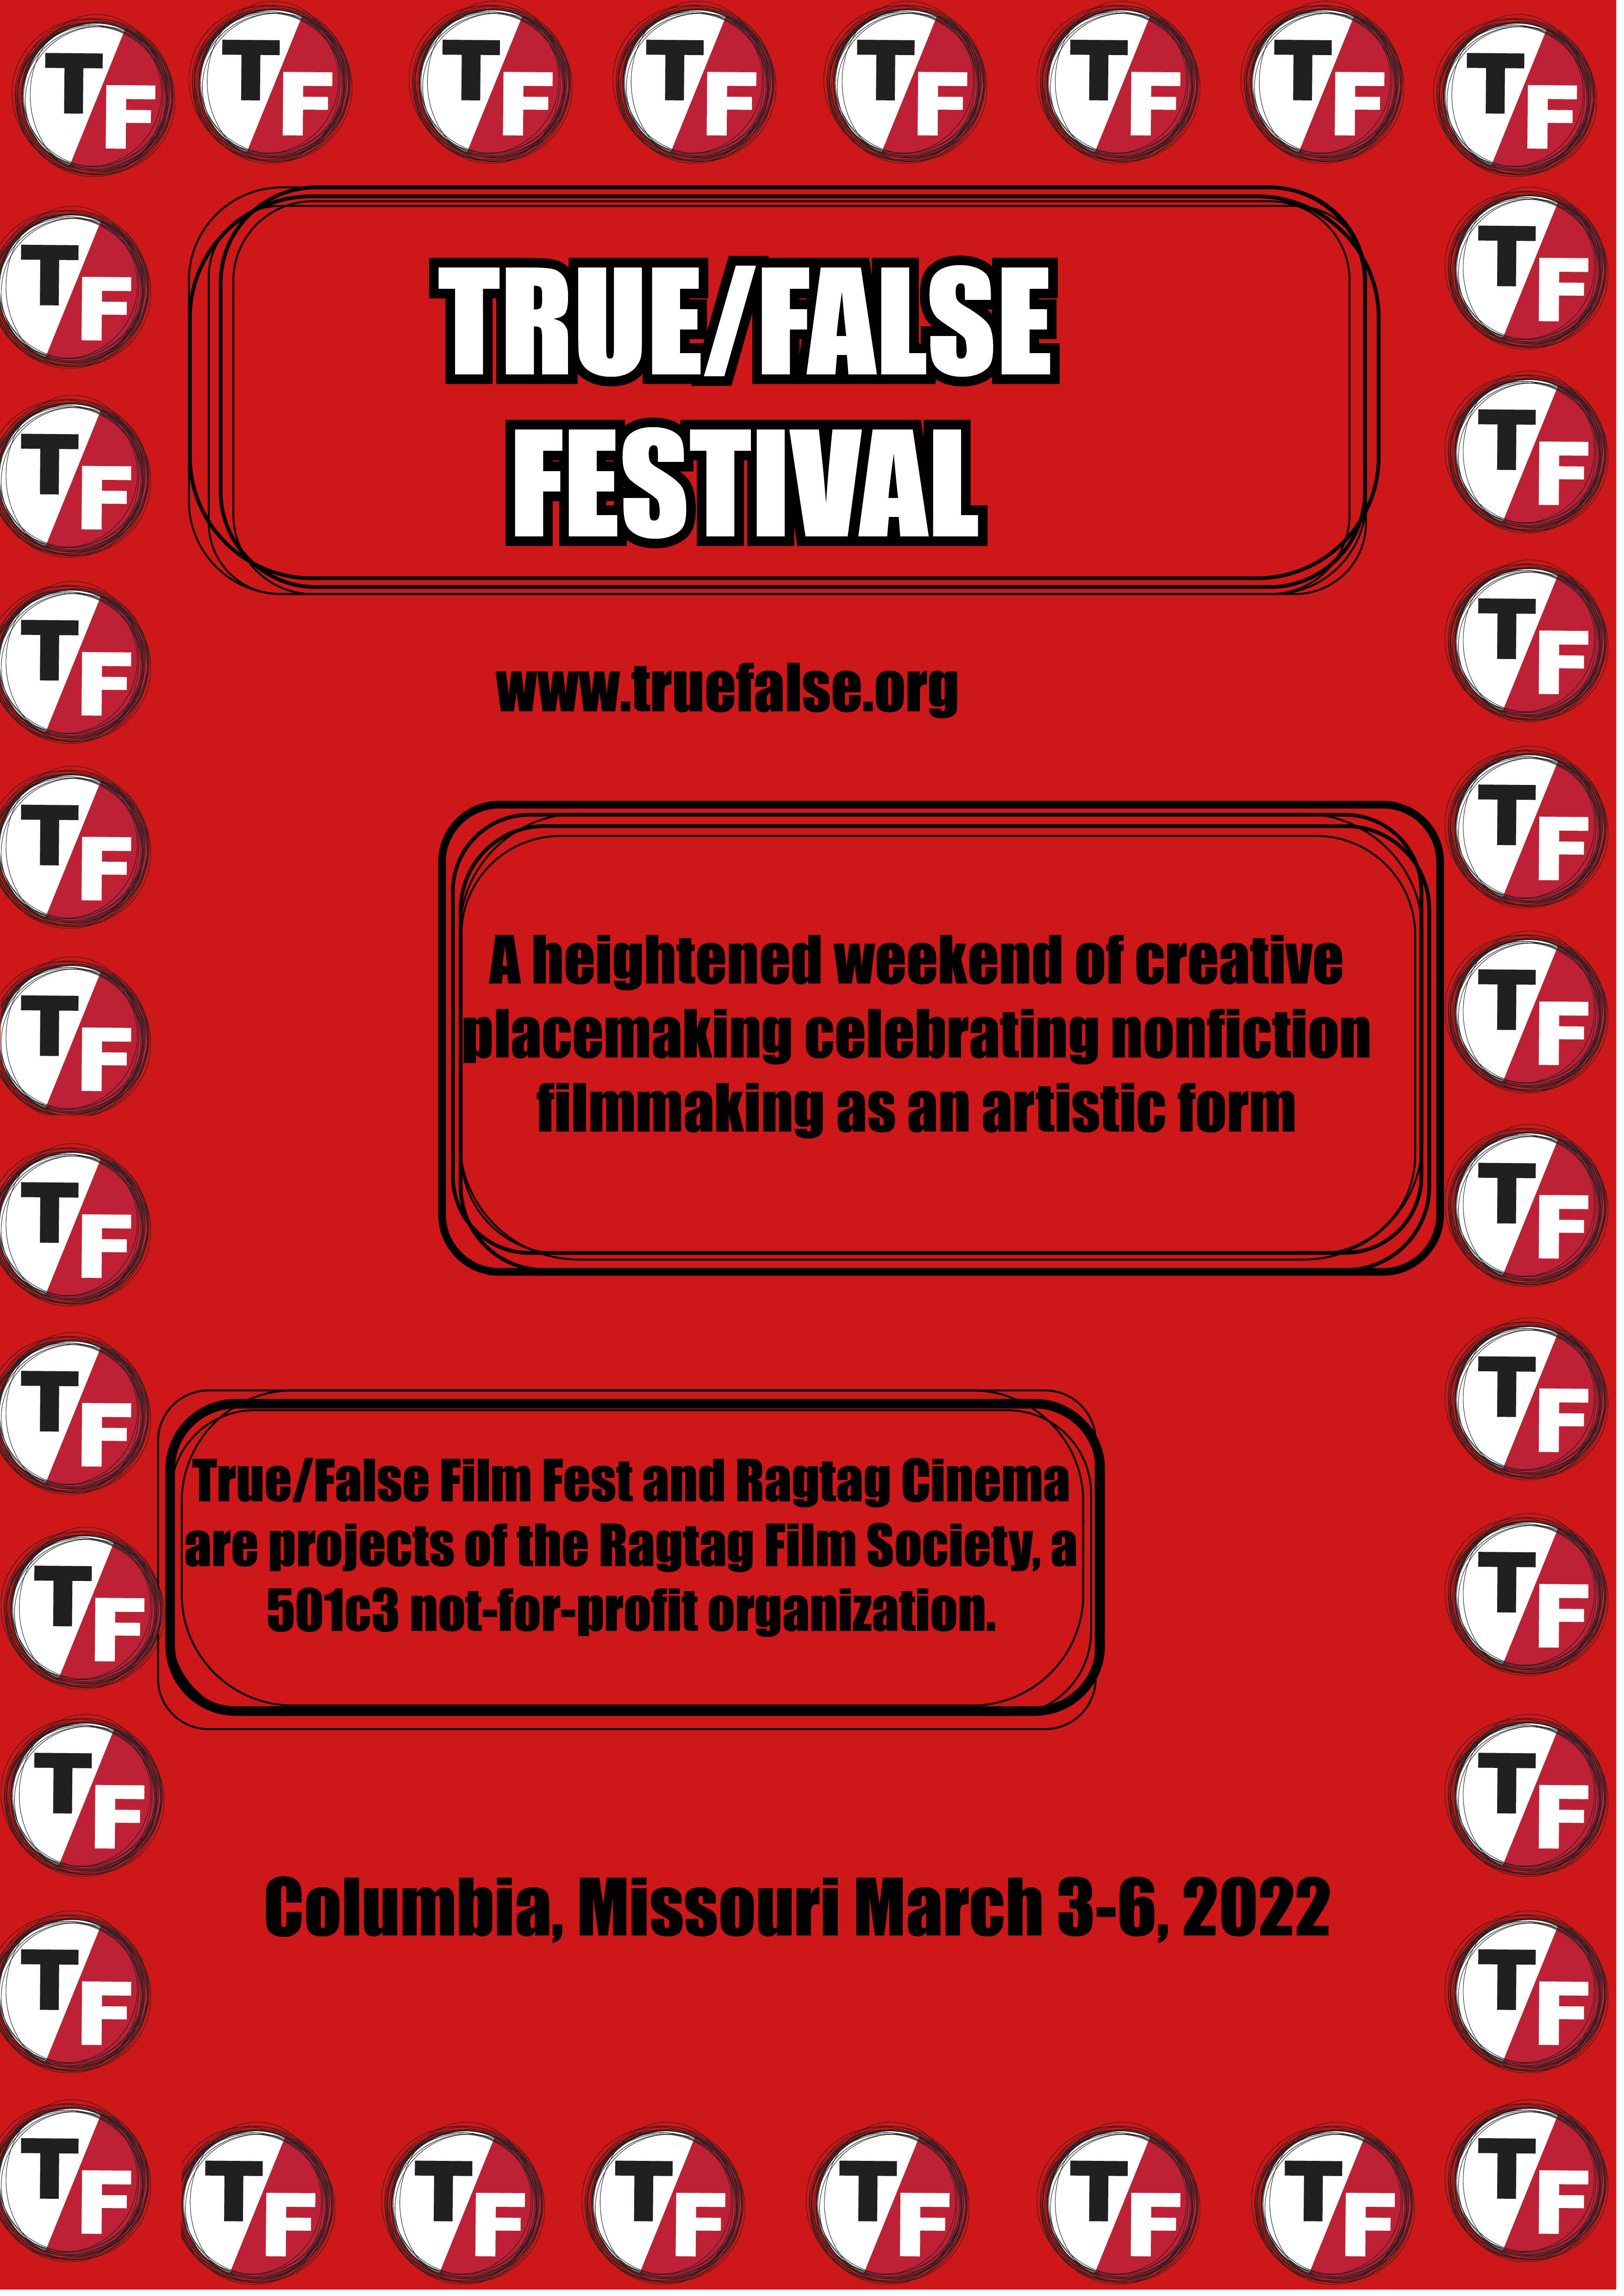 T/F T/F T/F T/F T/F T/F T/F T/F
T/F T/F
TRUE/FALSE
FESTIVAL
T/F T/F
T/F T/F
www.truefalse.org
T/F T/F
A heightened weekend of creative
placemaking celebrating nonfiction
filmmaking as an artistic form
T/F T/F
T/F T/F
T/F T/F
True/False Film Fest and Ragtag Cinema
are projects of the Ragtag Film Society, a
501c3 not-for-profit organization.
T/F T/F
T/F T/F
Columbia, Missouri March 3-6, 2022
T/F T/F
T/F T/F T/F T/F T/F T/F T/F T/F